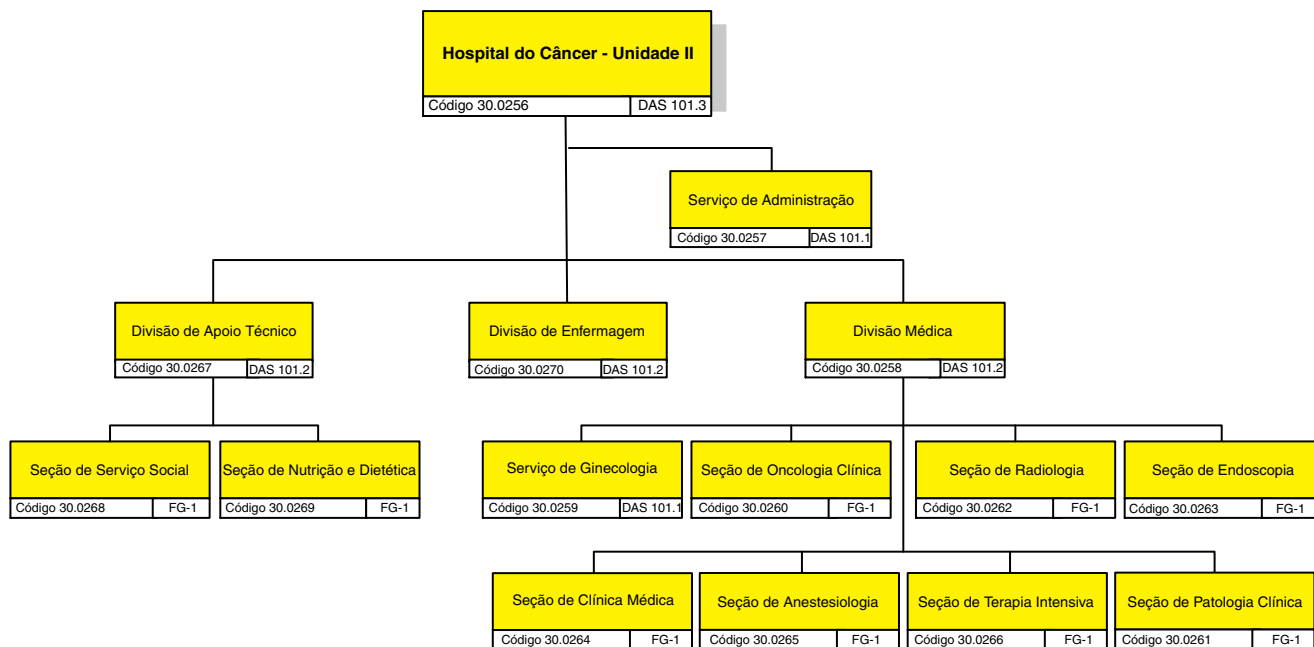 Hospital do Câncer - Unidade II
Código 30.0256 DAS 101.3
Serviço de Administração
Código 30.0257 DAS 101.1
Divisão de Apoio Técnico
Código 30.0267 DAS 101.2
Divisão de Enfermagem
Código 30.0270 DAS 101.2
Divisão Médica
Código 30.0258 DAS 101.2
Seção de Serviço Social
Código 30.0268 FG-1
Seção de Nutrição e Dietética
Código 30.0269 FG-1
Serviço de Ginecologia
Código 30.0259 DAS 101.1
Seção de Oncologia Clínica
Código 30.0260 FG-1
Seção de Radiologia
Código 30.0262 FG-1
Seção de Endoscopia
Código 30.0263 FG-1
Seção de Clínica Médica
Código 30.0264 FG-1
Seção de Anestesiologia
Código 30.0265 FG-1
Seção de Terapia Intensiva
Código 30.0266 FG-1
Seção de Patologia Clínica
Código 30.0261 FG-1